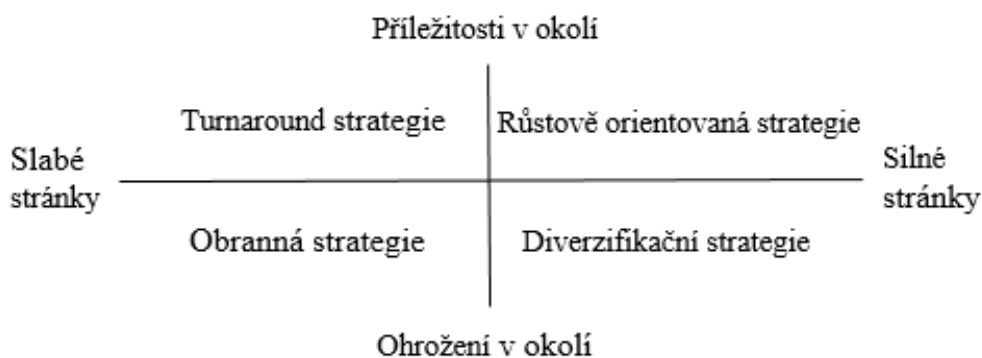 Příležitosti v okolí
Turnaround strategie
Růstově orientovaná strategie
Slabé
stránky
Silné
stránky
Obranná strategie
Diverzifikační strategie
Ohrožení v okolí